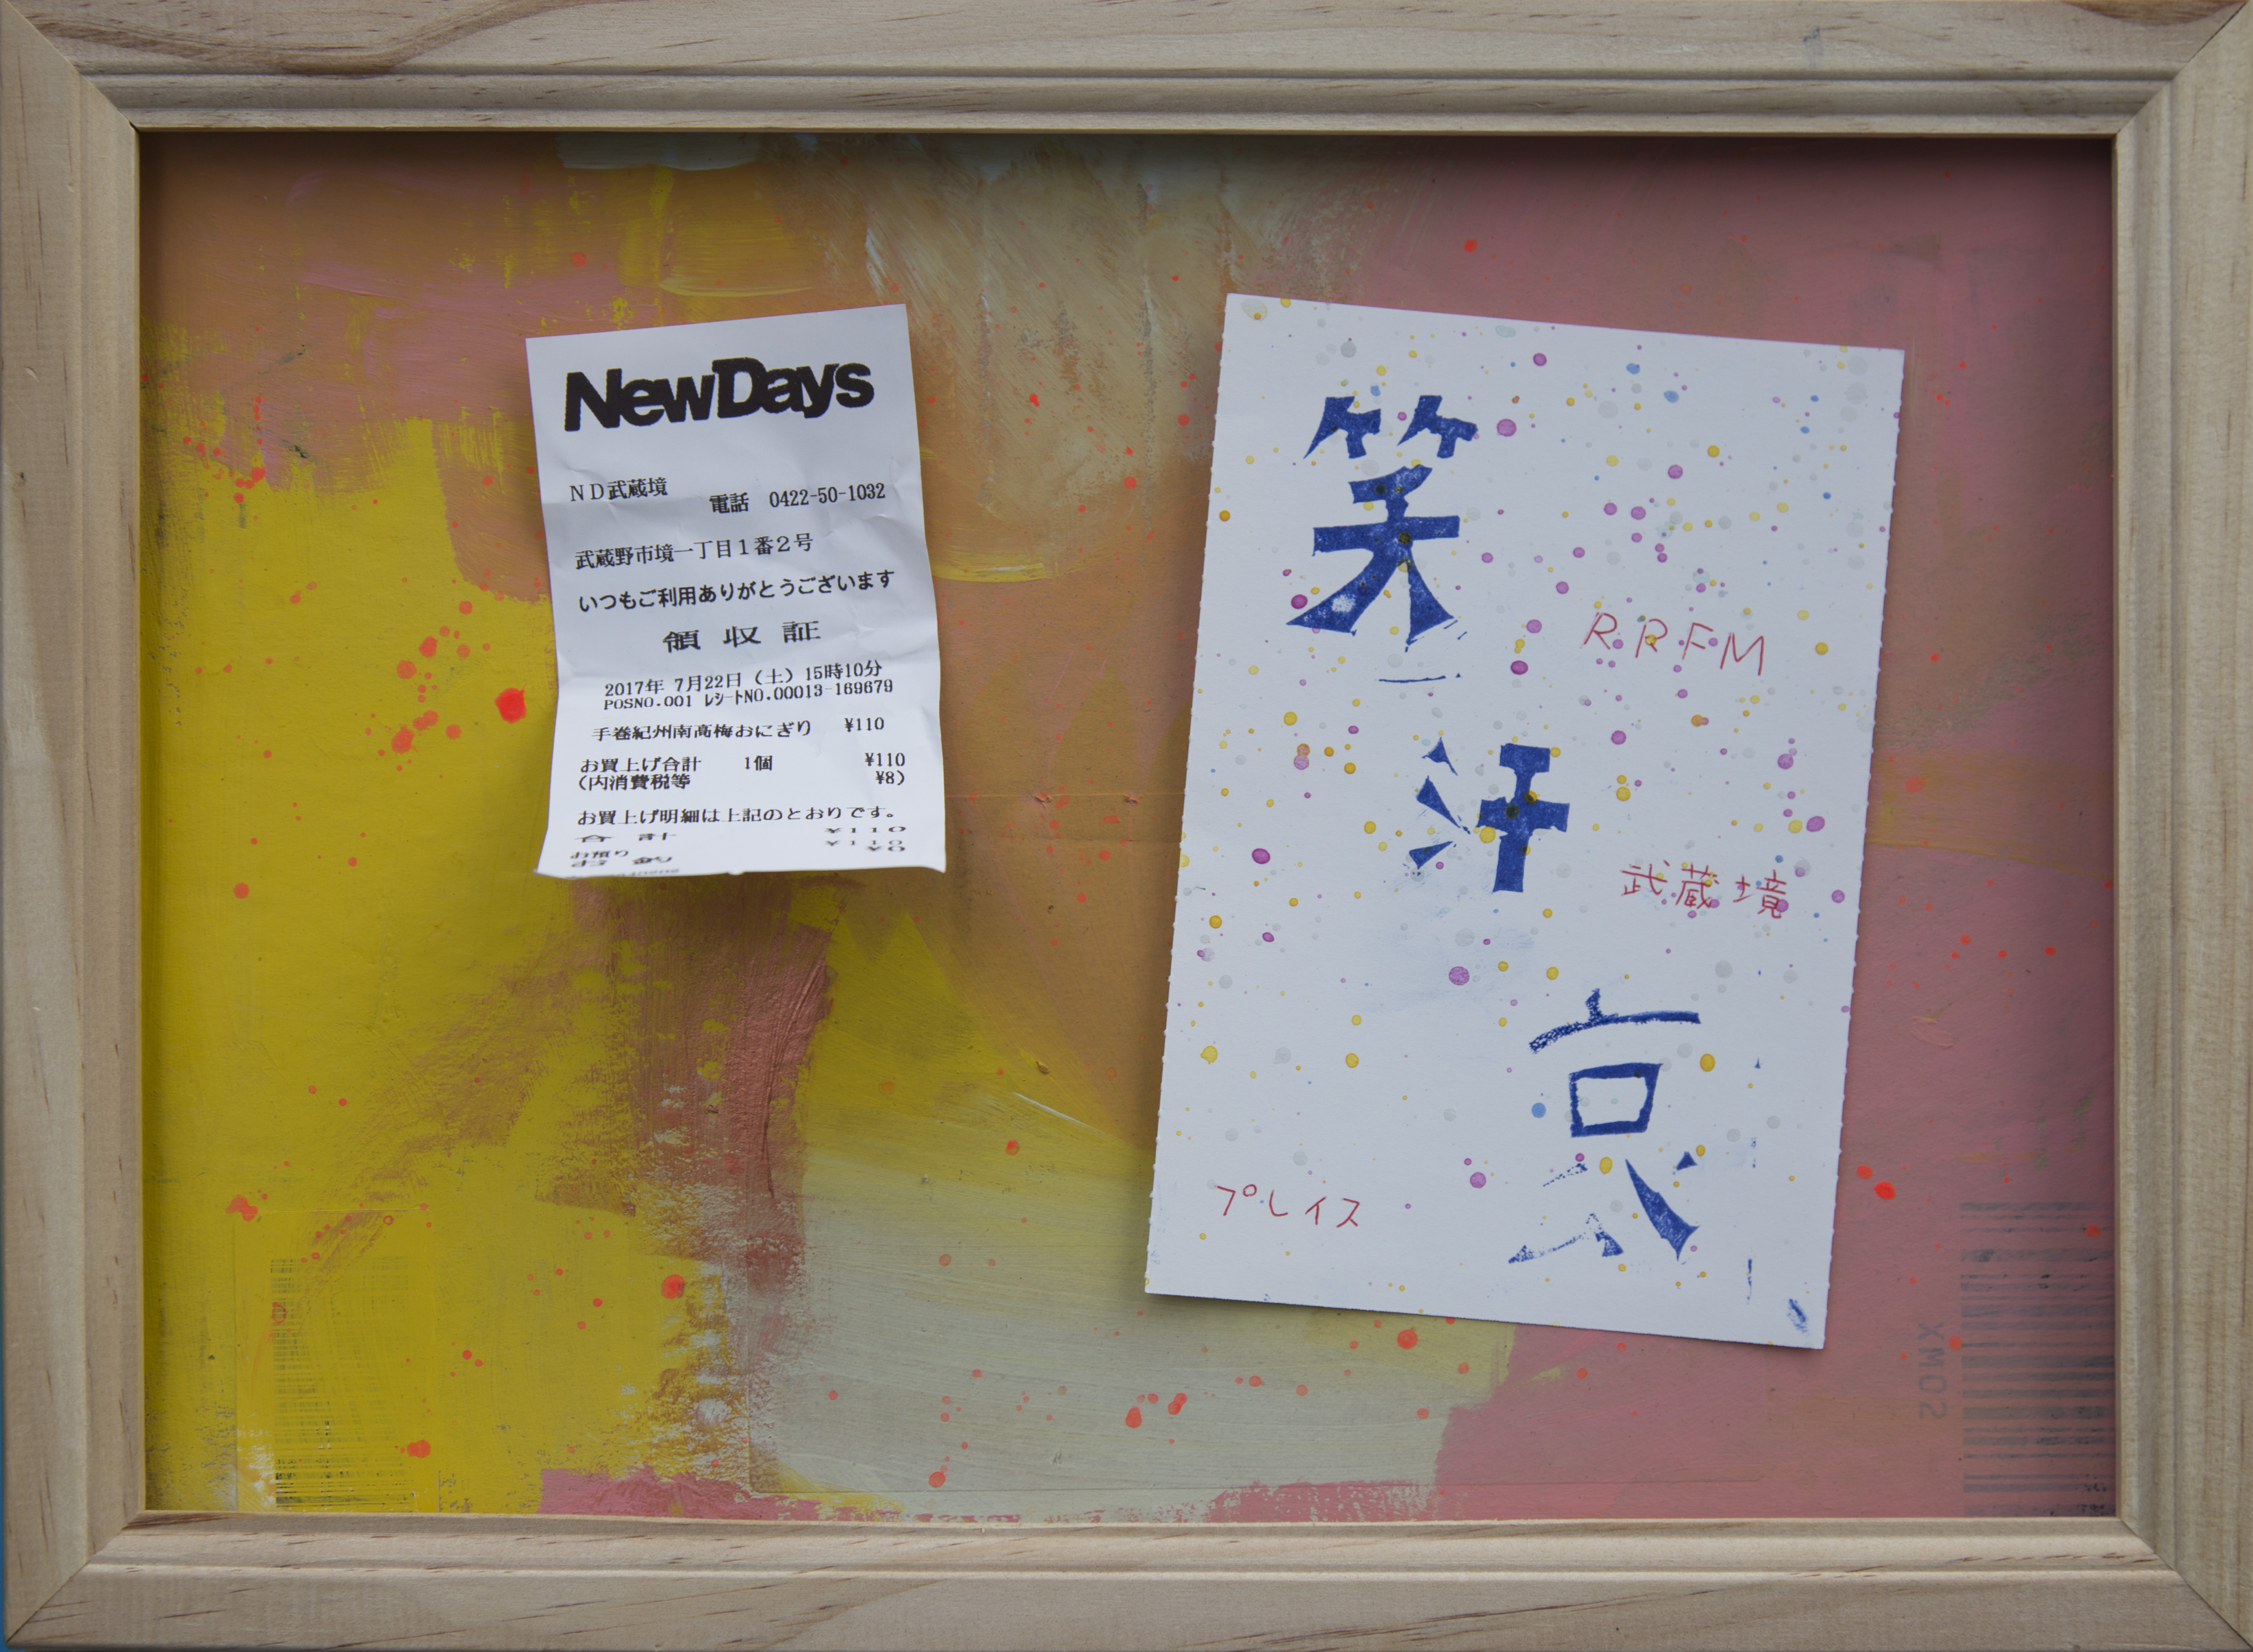 NewDays
ND武蔵境
電話 0422-50-1032
武蔵野市境一丁目1番2号
いつもご利用ありがとうございます
領収証
2017年 7月22日(土)15時10分
POSNO.001 レシートNO.00013-169679
手巻紀州南高梅おにぎり ¥110
お買上げ合計 1個 ¥110
(内消費税等 ¥8)
お買上げ明細は上記のとおりです。
合計 ¥110
お預り ¥110
お釣 ¥0
笑
RRFM
汗
武蔵境
京
プレイス
XM02